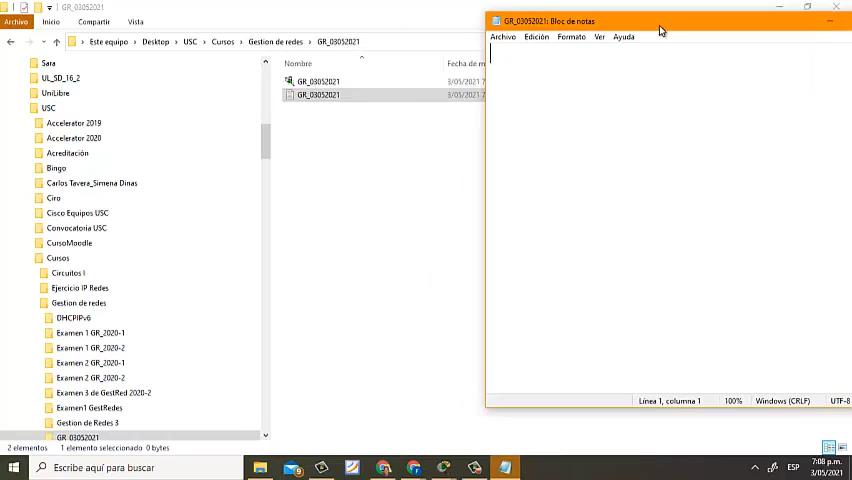 GR_03052021
Archivo Inicio Compartir Vista
Este equipo Desktop USC Cursos Gestion de redes GR_03052021
Sara
UL_SD_16_2
UniLibre
USC
Accelerator 2019
Accelerator 2020
Acreditación
Bingo
Carlos Tavera_Simena Dinas
Ciro
Cisco Equipos USC
Convocatoria USC
CursoMoodle
Cursos
Circuitos I
Ejercicio IP Redes
Gestion de redes
DHCPIPv6
Examen 1 GR_2020-1
Examen 1 GR_2020-2
Examen 2 GR_2020-1
Examen 2 GR_2020-2
Examen 3 de GestRed 2020-2
Examen1 GestRedes
Gestion de Redes 3
GR_03052021
Nombre Fecha de m
GR_03052021 3/05/2021 7
GR_03052021 3/05/2021 7
2 elementos 1 elemento seleccionado 0 bytes
GR_03052021: Bloc de notas
Archivo Edición Formato Ver Ayuda
Línea 1, columna 1 100% Windows (CRLF) UTF-8
Escribe aquí para buscar
ESP
7:08 p.m.
3/05/2021